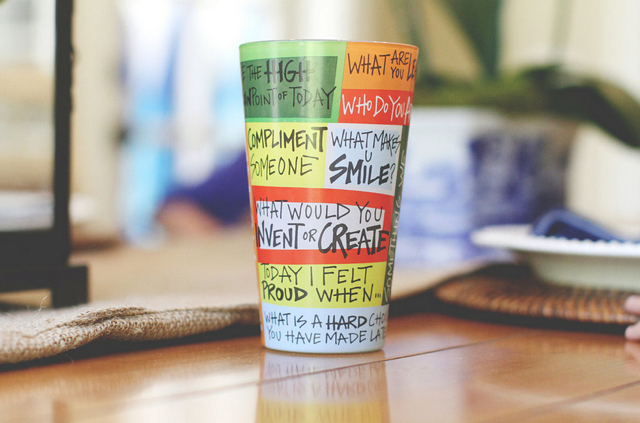 THE HIGH
POINT OF TODAY
WHAT ARE
YOU
WHO DO YOU
COMPLIMENT
SOMEONE
WHAT MAKES
U
SMILE?
WHAT WOULD YOU
INVENT OR CREATE
TODAY I FELT
PROUD WHEN...
WHAT IS A HARD
YOU HAVE MADE